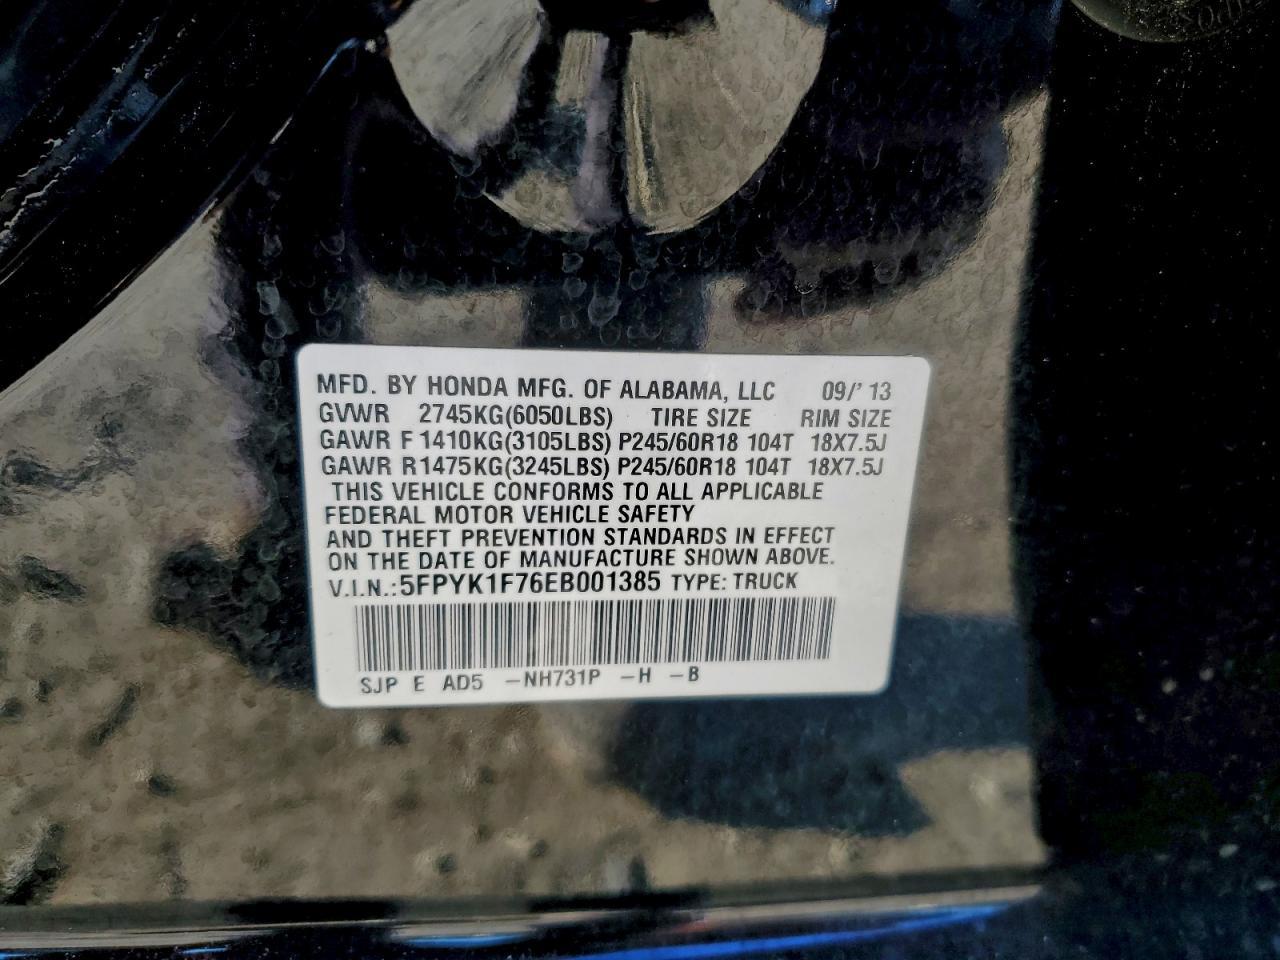 MFD. BY HONDA MFG. OF ALABAMA, LLC 09/' 13
GVWR 2745KG(6050LBS) TIRE SIZE RIM SIZE
GAWR F 1410KG(3105LBS) P245/60R18 104T 18X7.5J
GAWR R 1475KG(3245LBS) P245/60R18 104T 18X7.5J
THIS VEHICLE CONFORMS TO ALL APPLICABLE
FEDERAL MOTOR VEHICLE SAFETY
AND THEFT PREVENTION STANDARDS IN EFFECT
ON THE DATE OF MANUFACTURE SHOWN ABOVE.
V.I.N.: 5FPYK1F76EB001385 TYPE: TRUCK
SJP E AD5 -NH731P -H -B